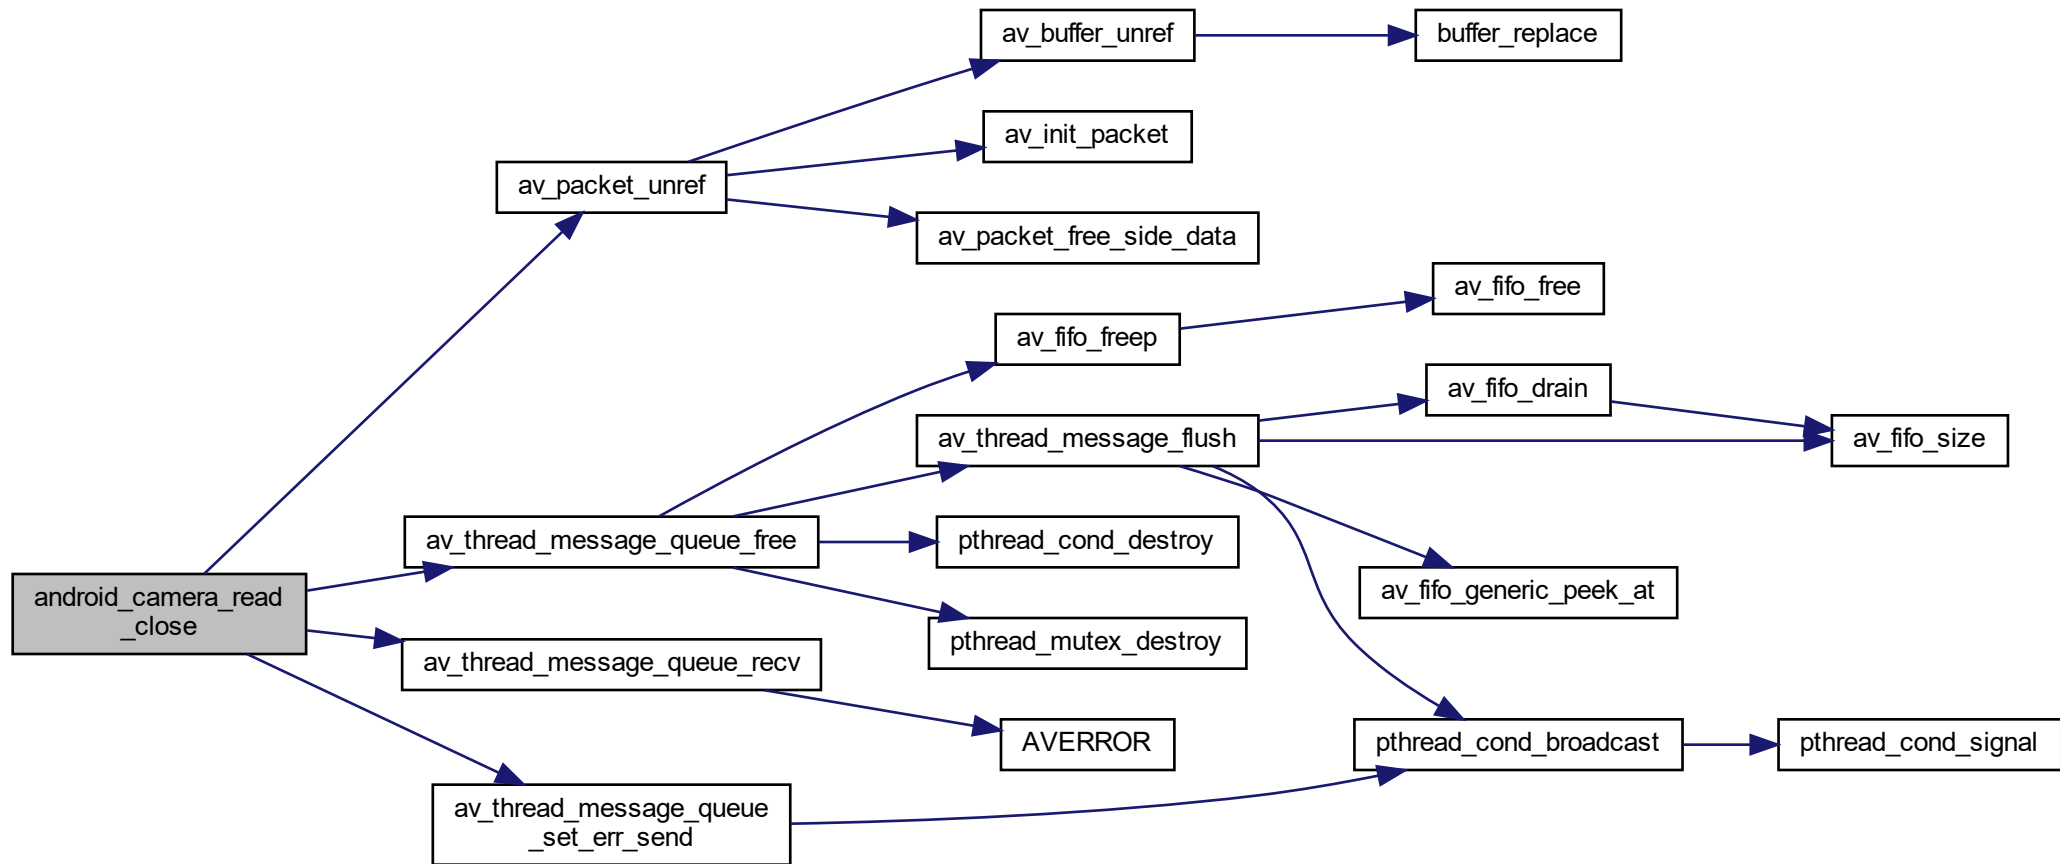 av_buffer_unref
buffer_replace
av_init_packet
av_packet_unref
av_packet_free_side_data
av_fifo_free
av_fifo_freep
av_fifo_drain
av_thread_message_flush
av_fifo_size
av_thread_message_queue_free
pthread_cond_destroy
av_fifo_generic_peek_at
android_camera_read
_close
pthread_mutex_destroy
av_thread_message_queue_recv
AVERROR
pthread_cond_broadcast
pthread_cond_signal
av_thread_message_queue
_set_err_send